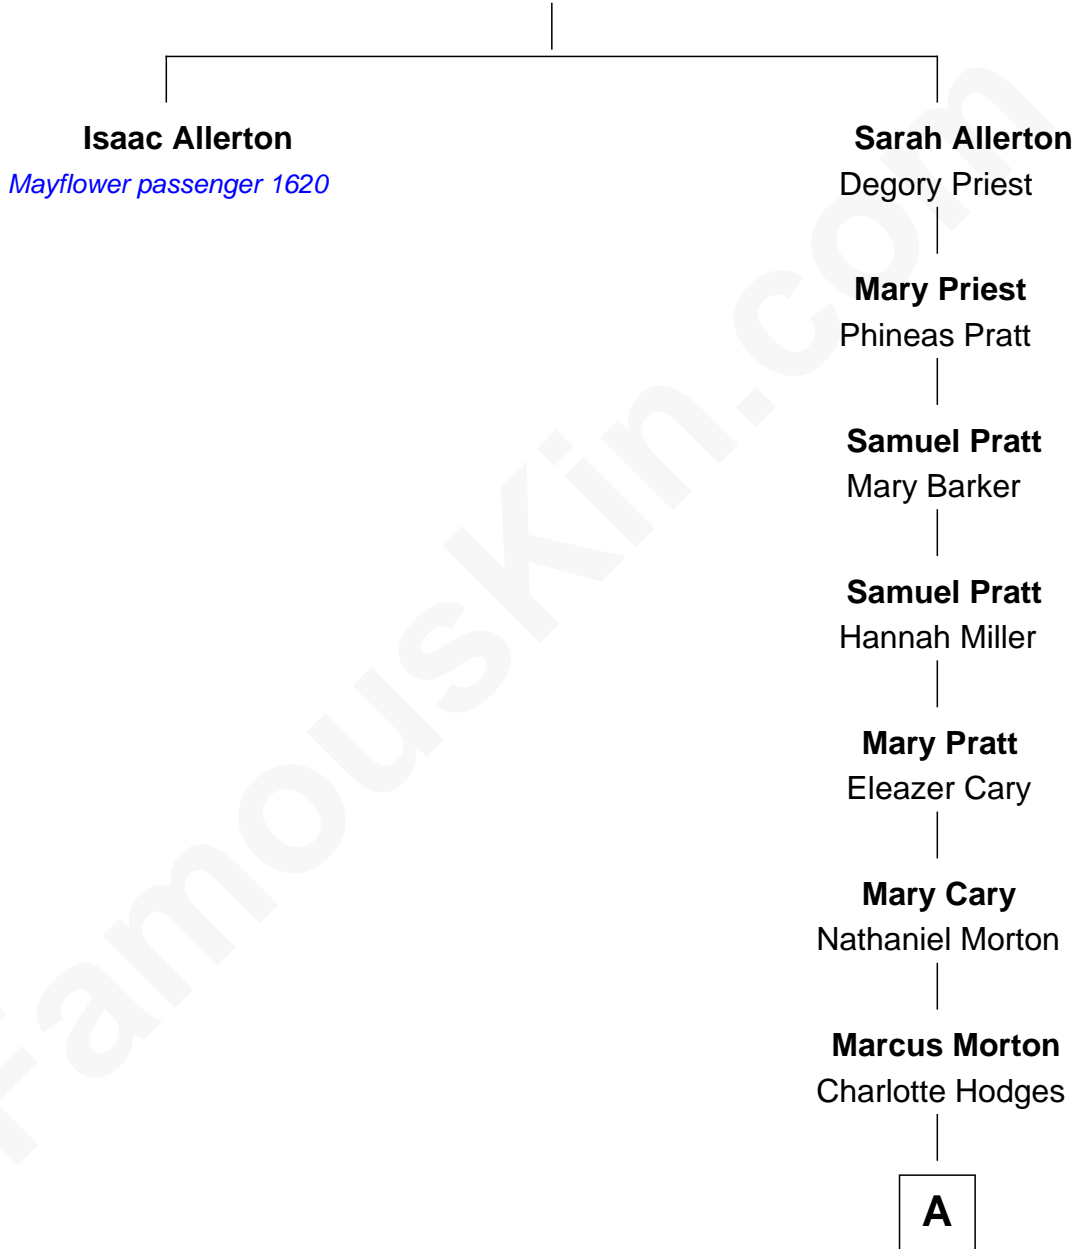 Isaac Allerton
Mayflower passenger 1620
Sarah Allerton
Degory Priest
Mary Priest
Phineas Pratt
Samuel Pratt
Mary Barker
Samuel Pratt
Hannah Miller
Mary Pratt
Eleazer Cary
Mary Cary
Nathaniel Morton
Marcus Morton
Charlotte Hodges
A
FamousKin.com